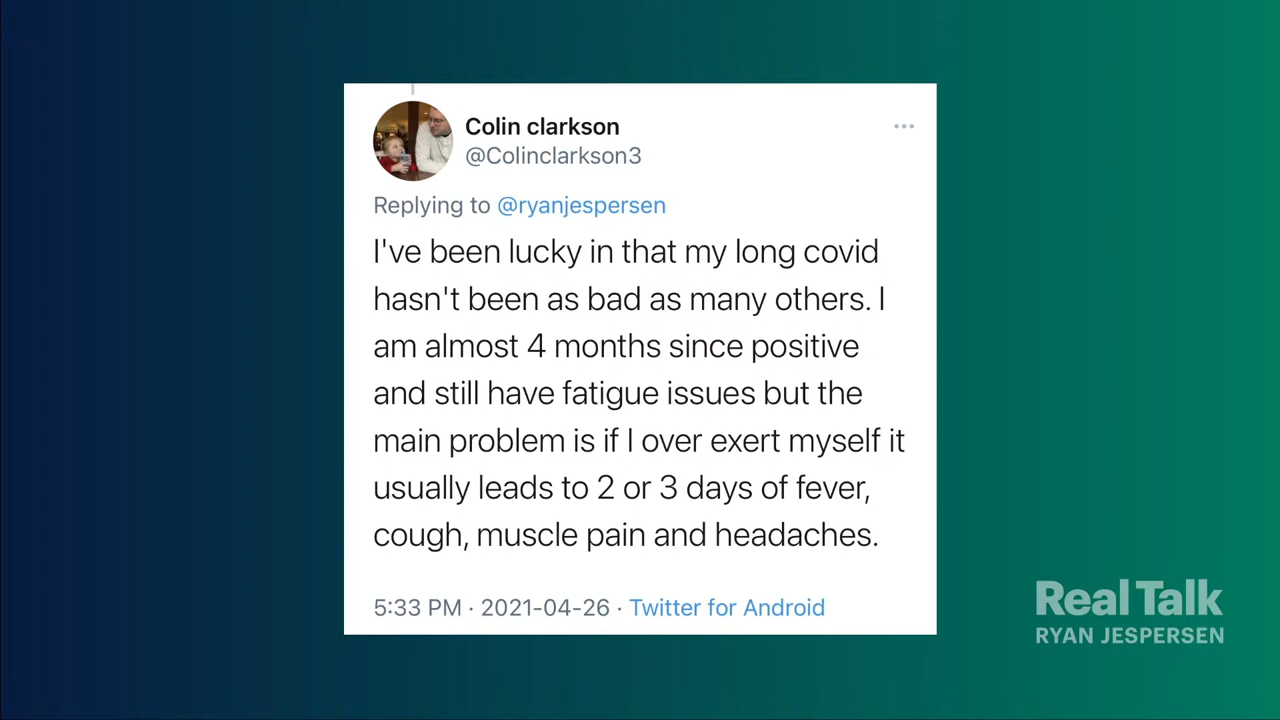 Colin clarkson
@Colinclarkson3
Replying to @ryanjespersen
I've been lucky in that my long covid
hasn't been as bad as many others. I
am almost 4 months since positive
and still have fatigue issues but the
main problem is if I over exert myself it
usually leads to 2 or 3 days of fever,
cough, muscle pain and headaches.
5:33 PM · 2021-04-26 · Twitter for Android
Real Talk
RYAN JESPERSEN